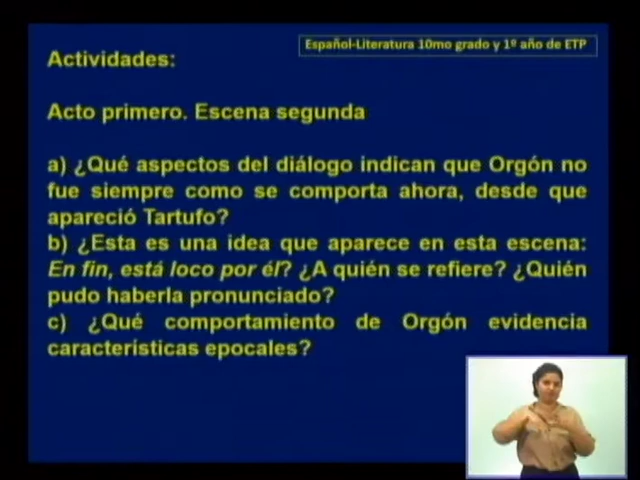 Español-Literatura 10mo grado y 1º año de ETP
Actividades:
Acto primero. Escena segunda
a) ¿Qué aspectos del diálogo indican que Orgón no
fue siempre como se comporta ahora, desde que
apareció Tartufo?
b) ¿Esta es una idea que aparece en esta escena:
En fin, está loco por él? ¿A quién se refiere? ¿Quién
pudo haberla pronunciado?
c) ¿Qué comportamiento de Orgón evidencia
características epocales?